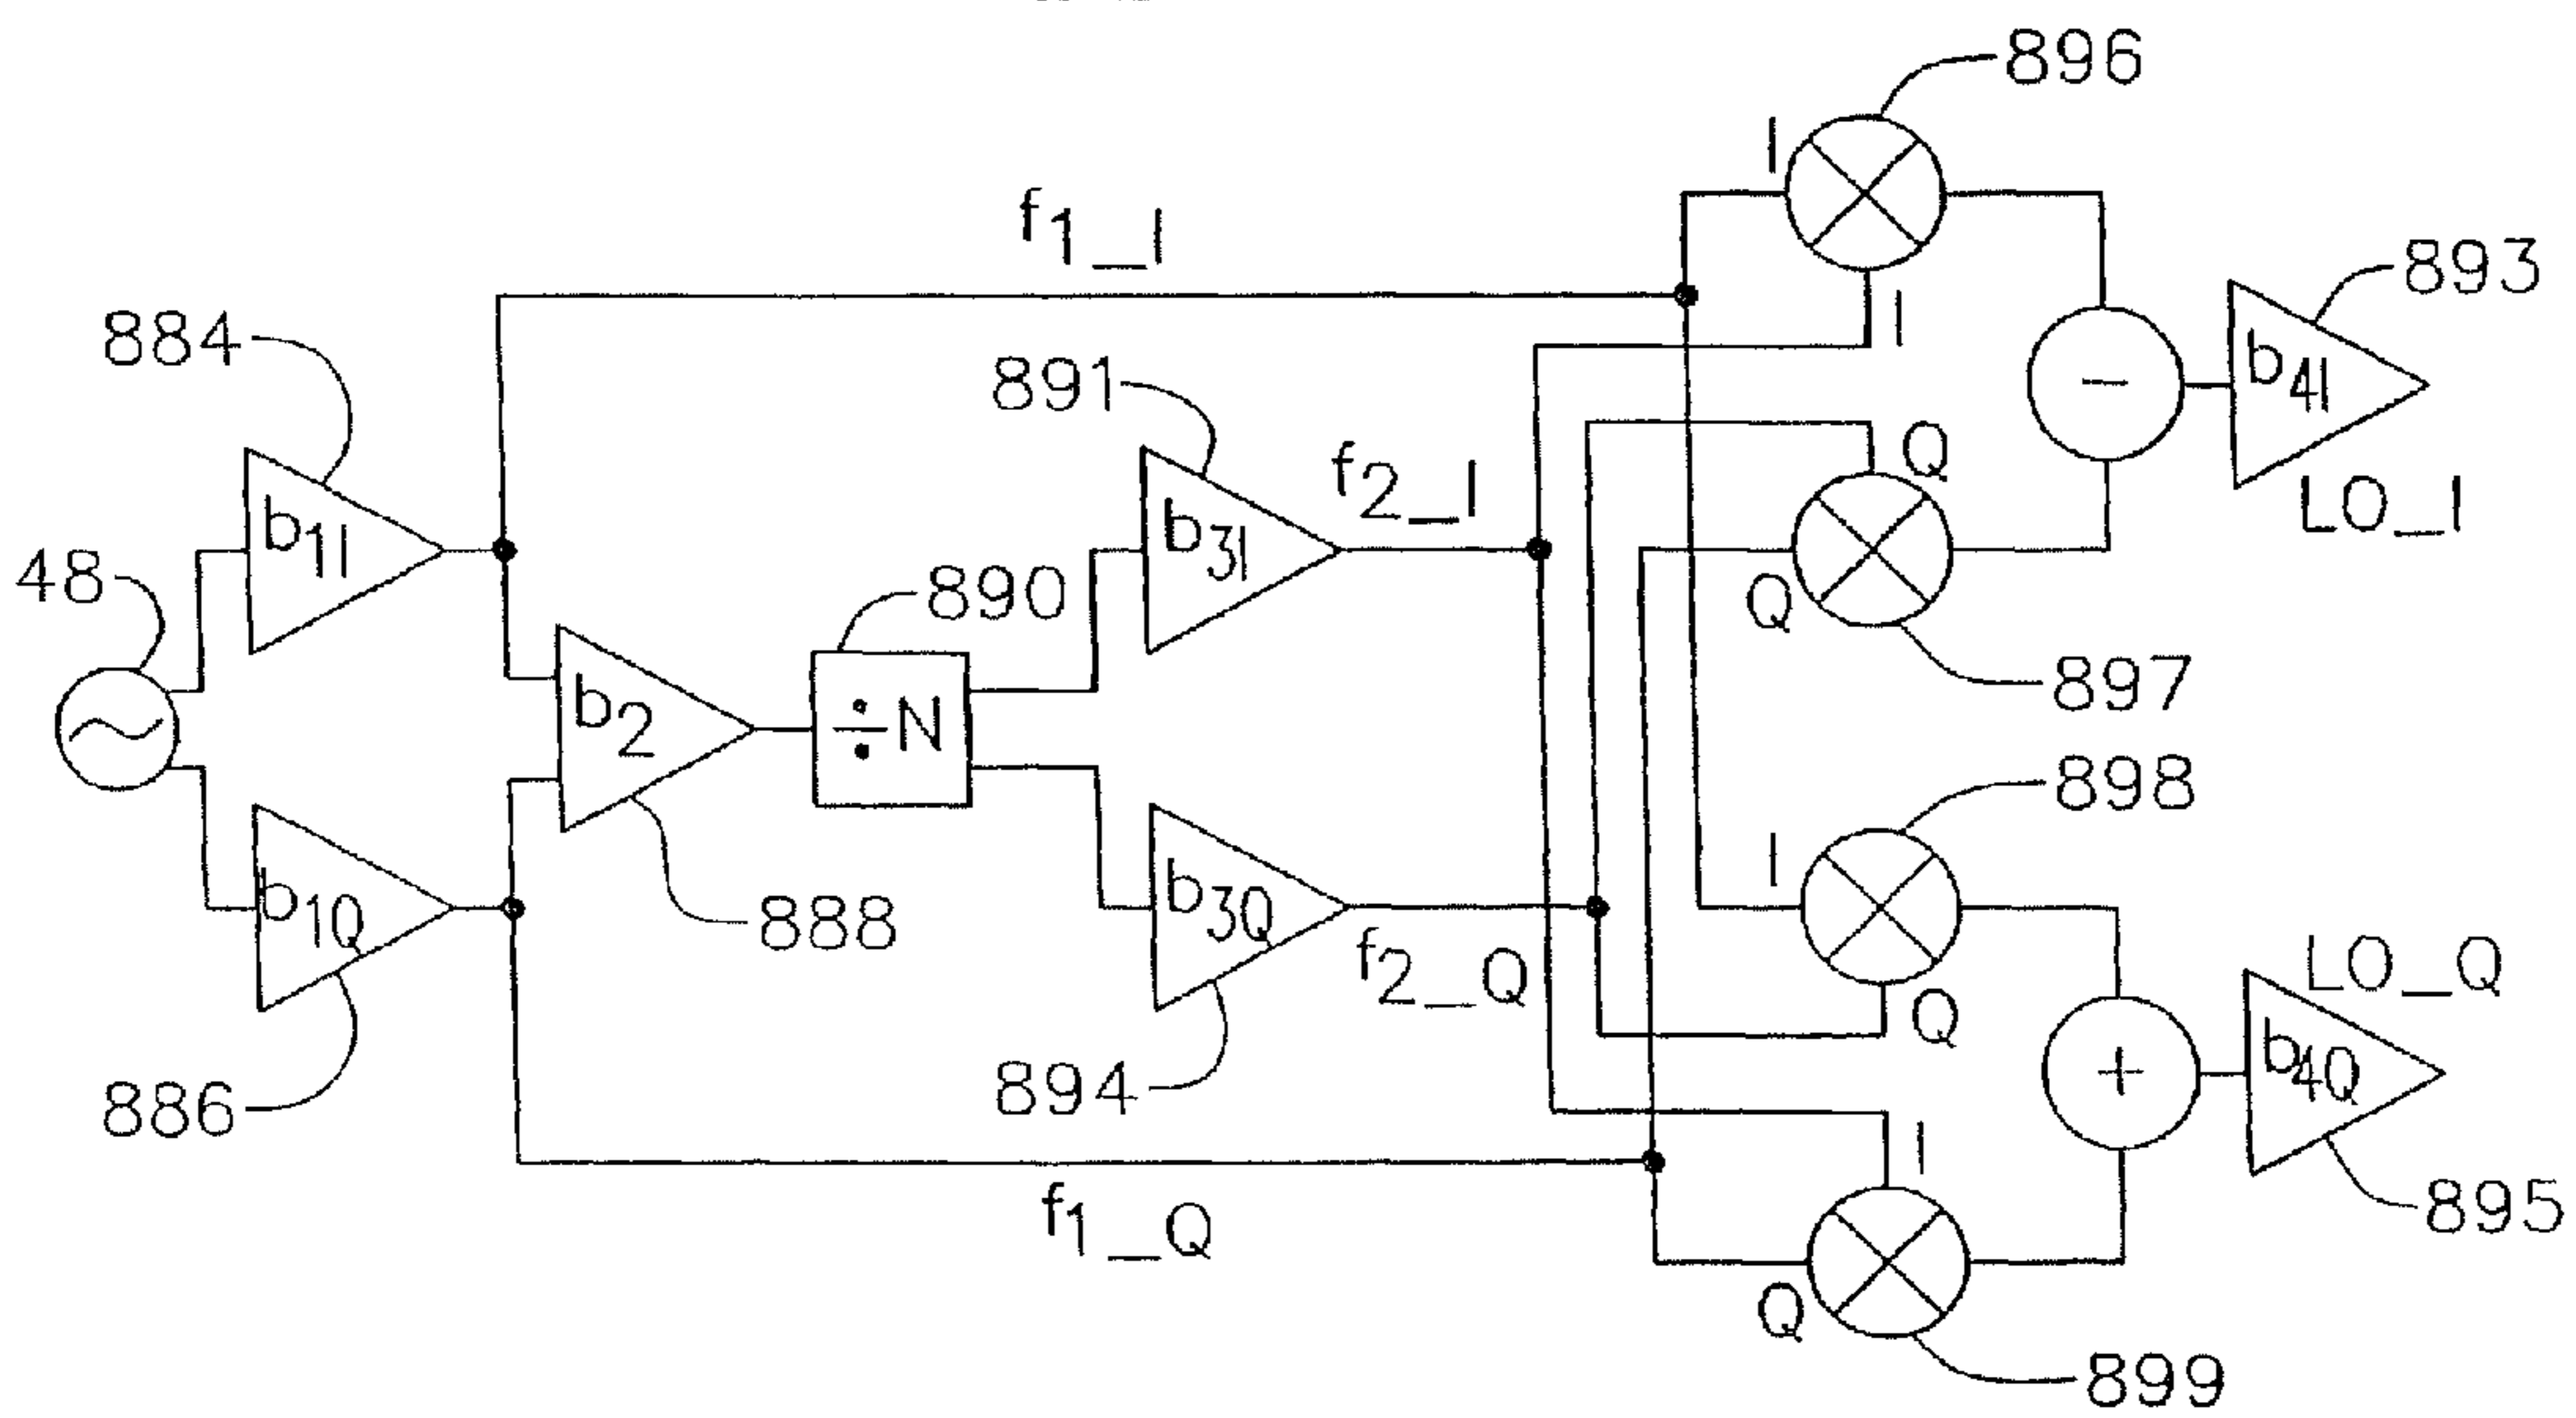 896
I
f1_I
893
884
I
b4I
891
Q
b1I
f2_I
LO_I
b3I
48
890
Q
897
b2
÷N
898
I
b1Q
888
b3Q
LO_Q
f2_Q
Q
b4Q
894
886
I
f1_Q
895
Q
899
-
+